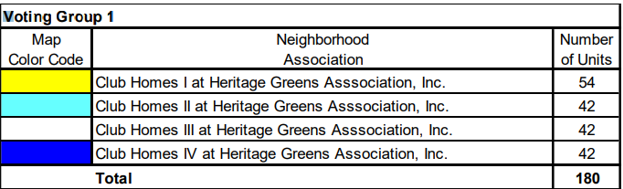 Voting Group 1
Map Color Code Neighborhood Association Number of Units
Club Homes I at Heritage Greens Asssociation, Inc. 54
Club Homes II at Heritage Greens Asssociation, Inc. 42
Club Homes III at Heritage Greens Asssociation, Inc. 42
Club Homes IV at Heritage Greens Asssociation, Inc. 42
Total 180